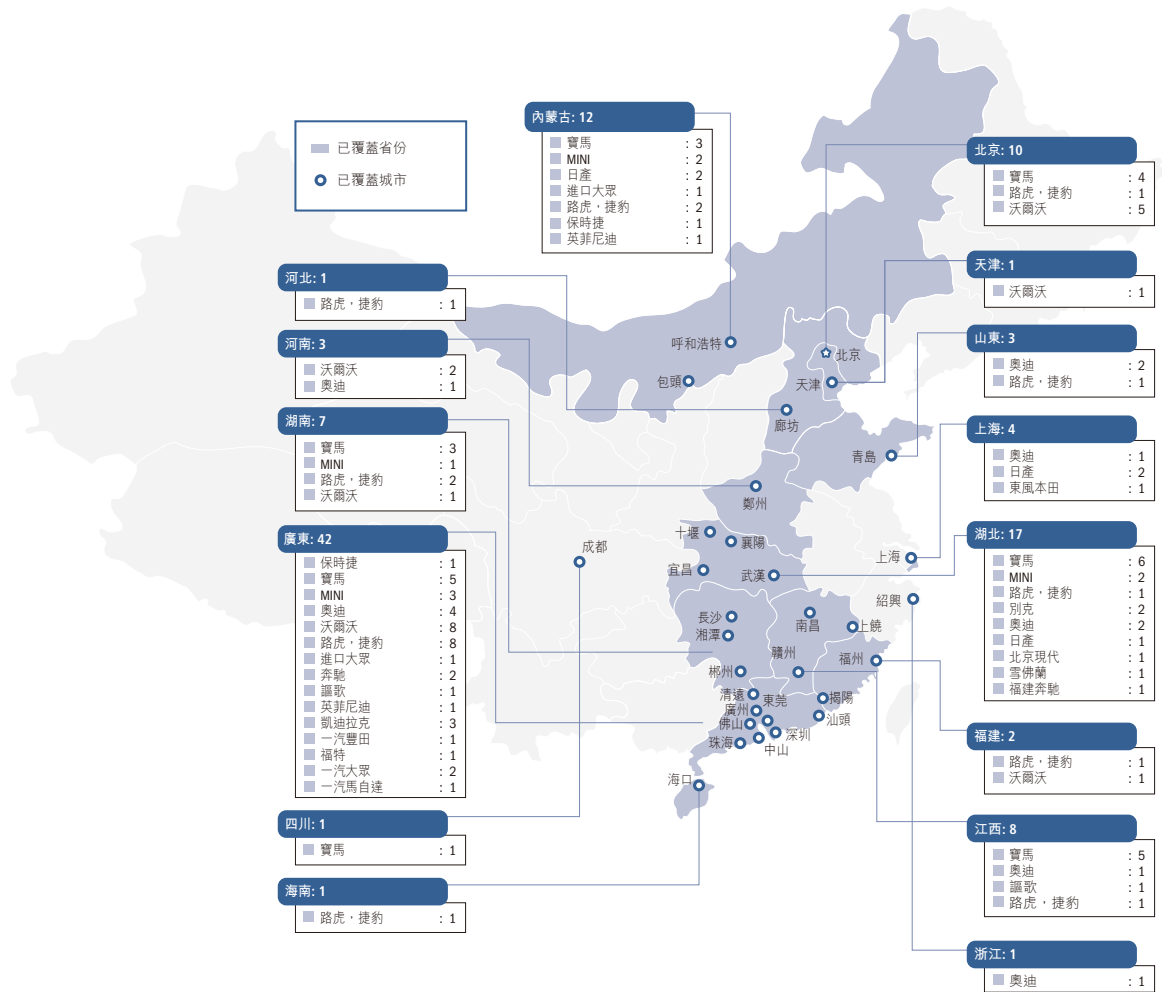 已覆蓋省份
已覆蓋城市
內蒙古: 12
寶馬 : 3
MINI : 2
日產 : 2
進口大眾 : 1
路虎・捷豹 : 2
保時捷 : 1
英菲尼迪 : 1
北京: 10
寶馬 : 4
路虎・捷豹 : 1
沃爾沃 : 5
天津: 1
沃爾沃 : 1
山東: 3
奧迪 : 2
路虎・捷豹 : 1
上海: 4
奧迪 : 1
日產 : 2
東風本田 : 1
湖北: 17
寶馬 : 6
MINI : 2
路虎・捷豹 : 1
別克 : 2
奧迪 : 2
日產 : 1
北京現代 : 1
雪佛蘭 : 1
福建奔馳 : 1
福建: 2
路虎・捷豹 : 1
沃爾沃 : 1
江西: 8
寶馬 : 5
奧迪 : 1
謳歌 : 1
路虎・捷豹 : 1
浙江: 1
奧迪 : 1
河北: 1
路虎・捷豹 : 1
河南: 3
沃爾沃 : 2
奧迪 : 1
湖南: 7
寶馬 : 3
MINI : 1
路虎・捷豹 : 2
沃爾沃 : 1
廣東: 42
保時捷 : 1
寶馬 : 5
MINI : 3
奧迪 : 4
沃爾沃 : 8
路虎・捷豹 : 8
進口大眾 : 1
奔馳 : 2
謳歌 : 1
英菲尼迪 : 1
凱迪拉克 : 3
一汽豐田 : 1
福特 : 1
一汽大眾 : 2
一汽馬自達 : 1
四川: 1
寶馬 : 1
海南: 1
路虎・捷豹 : 1
呼和浩特
北京
包頭
天津
廊坊
青島
鄭州
十堰
襄陽
成都
上海
宜昌
武漢
紹興
長沙
南昌
上饒
湘潭
贛州
福州
郴州
清遠
東莞
揭陽
廣州
佛山
汕頭
深圳
珠海
中山
海口